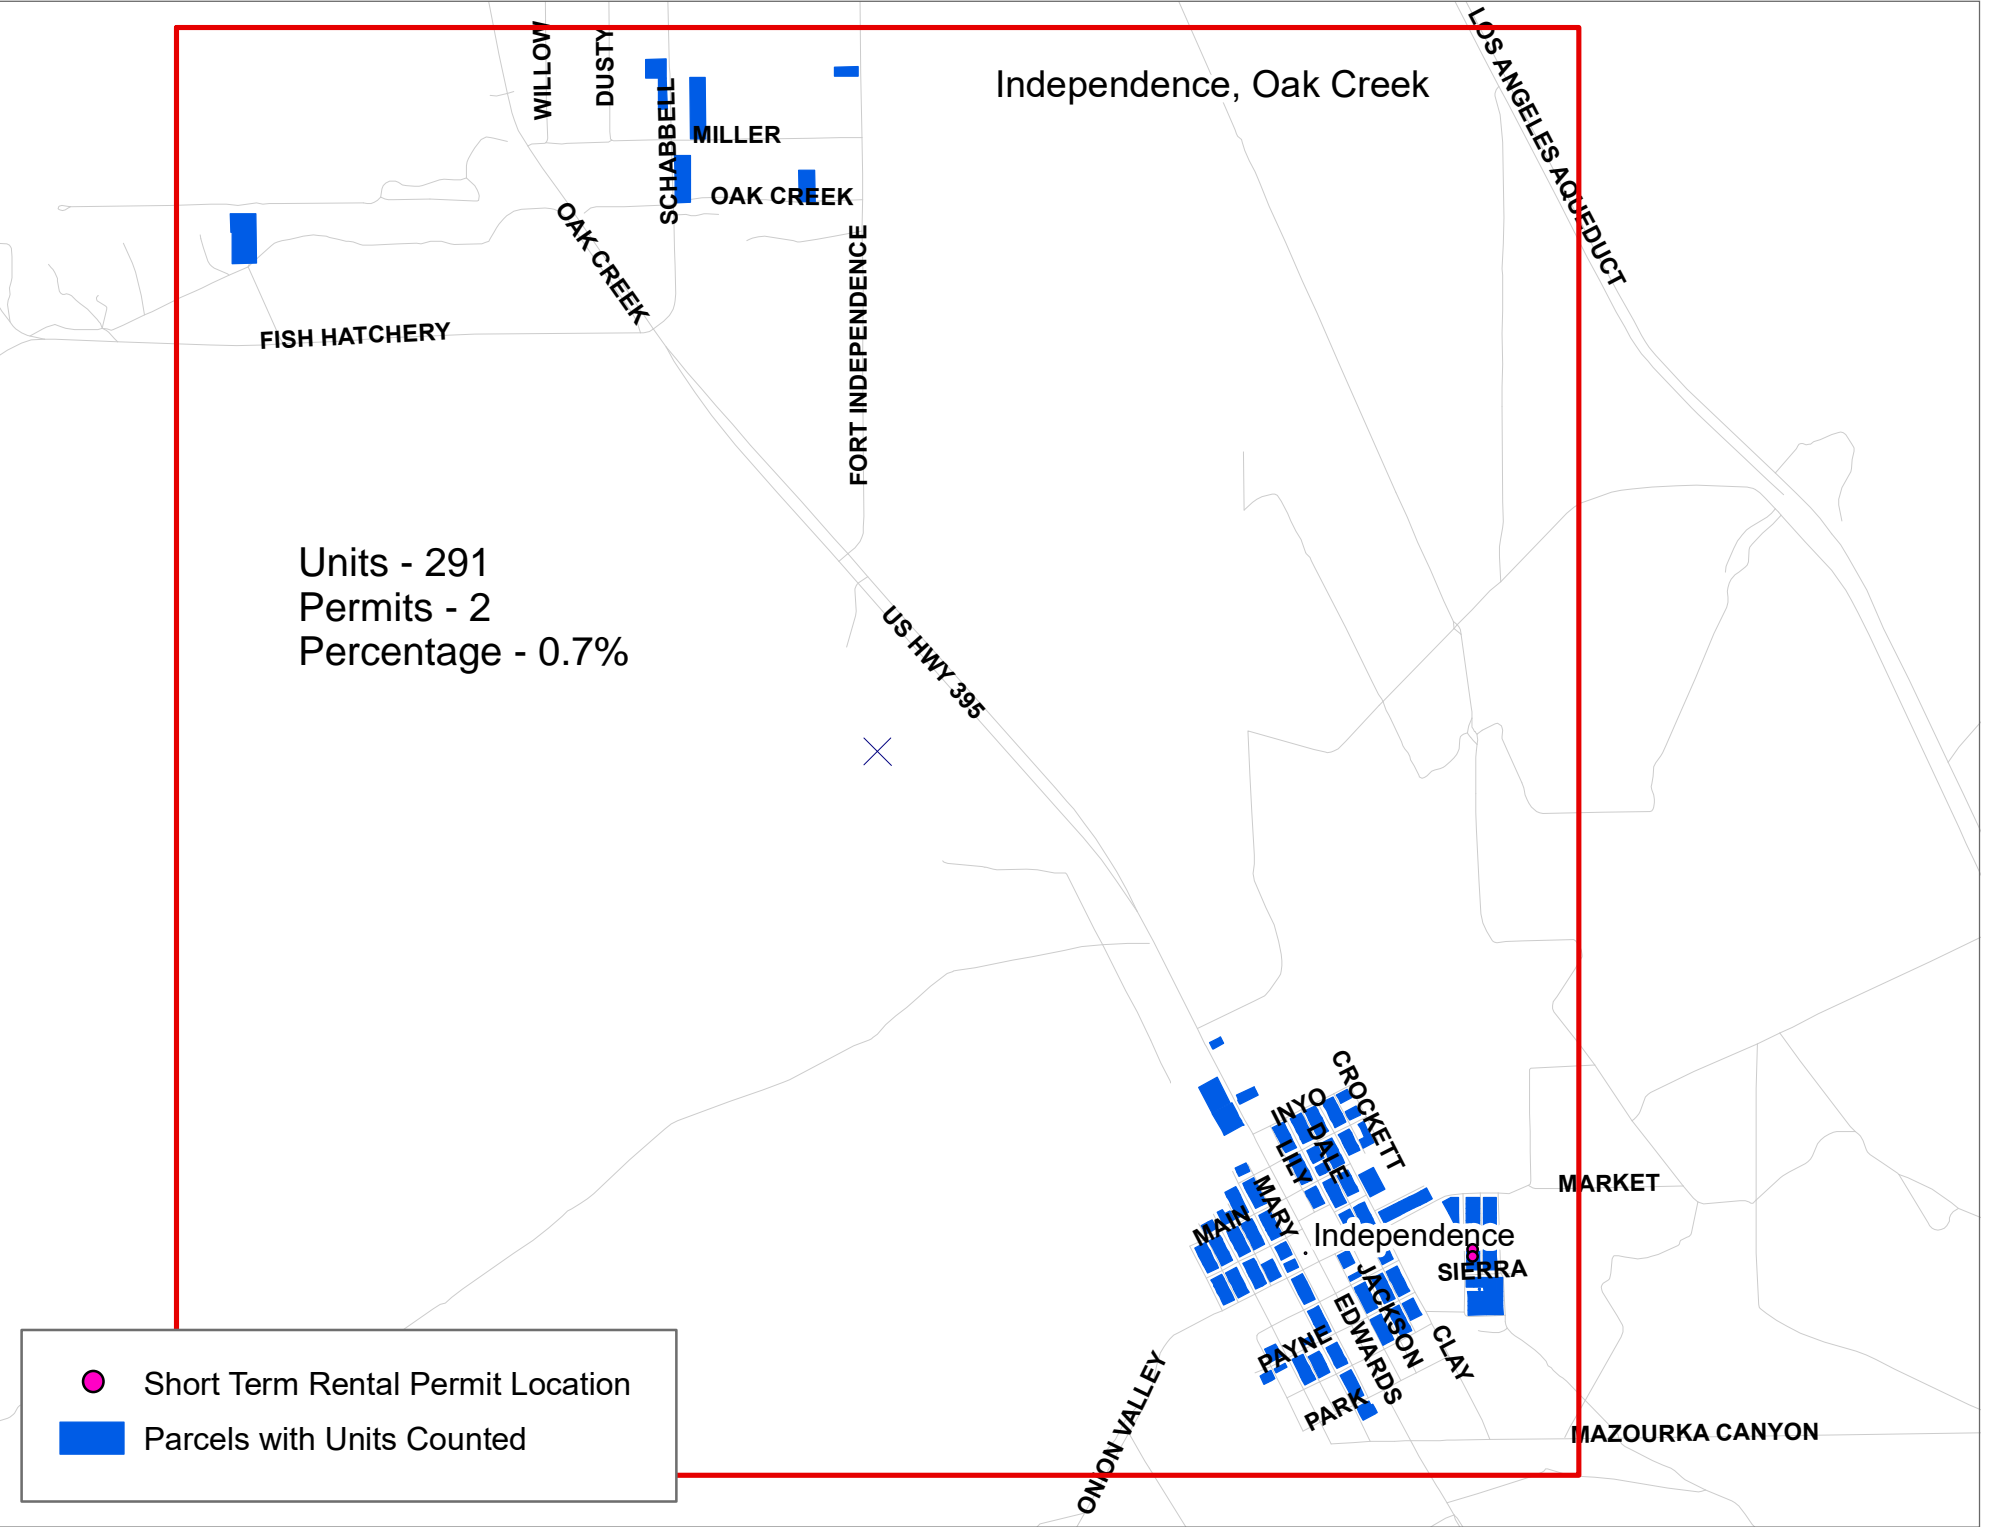 WILLOW
DUSTY
SCHABBELL
MILLER
OAK CREEK
Independence, Oak Creek
LOS ANGELES AQUEDUCT
OAK CREEK
FORT INDEPENDENCE
FISH HATCHERY
Units - 291
Permits - 2
Percentage - 0.7%
US HWY 395
CROCKETT
INYO
DALE
LILY
MARY
MAIN
MARKET
Independence
SIERRA
JACKSON
EDWARDS
CLAY
PAYNE
PARK
ONION VALLEY
MAZOURKA CANYON
Short Term Rental Permit Location
Parcels with Units Counted